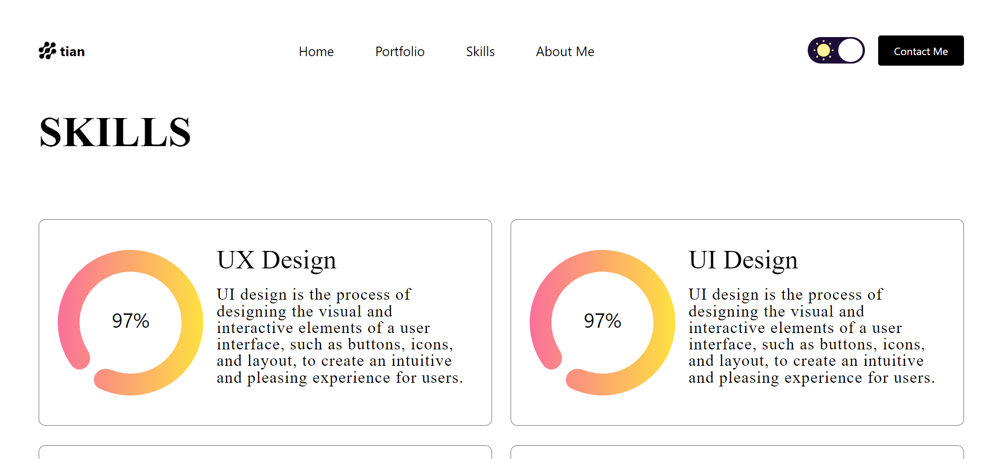 tian
Home Portfolio Skills About Me
Contact Me
SKILLS
97%
UX Design
UI design is the process of
designing the visual and
interactive elements of a user
interface, such as buttons, icons,
and layout, to create an intuitive
and pleasing experience for users.
97%
UI Design
UI design is the process of
designing the visual and
interactive elements of a user
interface, such as buttons, icons,
and layout, to create an intuitive
and pleasing experience for users.